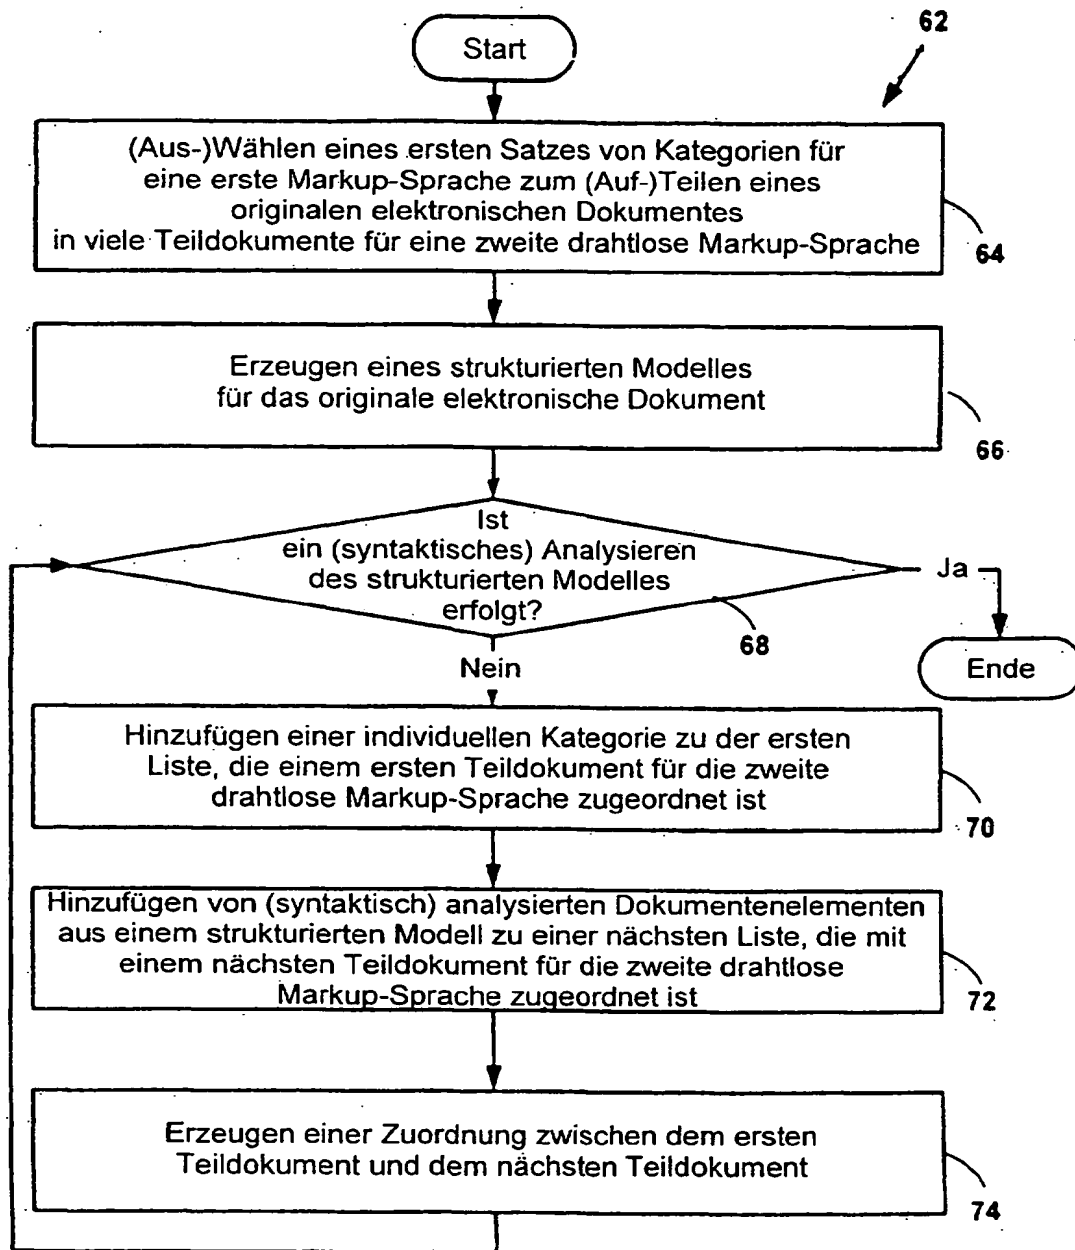 62
Start
(Aus-)Wählen eines ersten Satzes von Kategorien für
eine erste Markup-Sprache zum (Auf-)Teilen eines
originalen elektronischen Dokumentes
in viele Teildokumente für eine zweite drahtlose Markup-Sprache
64
Erzeugen eines strukturierten Modelles
für das originale elektronische Dokument
66
Ist
ein (syntaktisches) Analysieren
des strukturierten Modelles
erfolgt?
Ja
68
Nein
Ende
Hinzufügen einer individuellen Kategorie zu der ersten
Liste, die einem ersten Teildokument für die zweite
drahtlose Markup-Sprache zugeordnet ist
70
Hinzufügen von (syntaktisch) analysierten Dokumentenelementen
aus einem strukturierten Modell zu einer nächsten Liste, die mit
einem nächsten Teildokument für die zweite drahtlose
Markup-Sprache zugeordnet ist
72
Erzeugen einer Zuordnung zwischen dem ersten
Teildokument und dem nächsten Teildokument
74